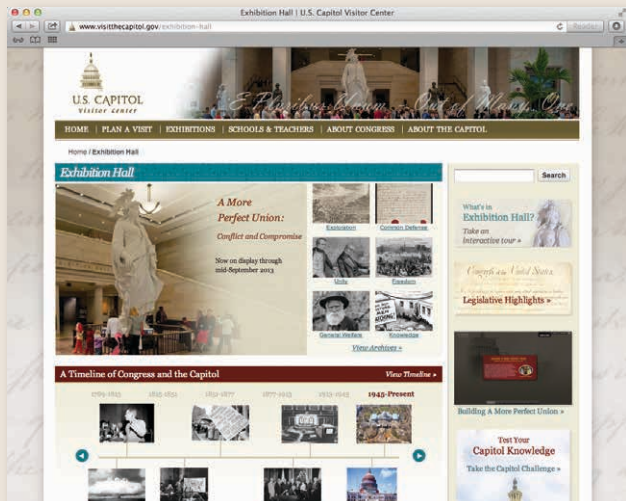 Exhibition Hall | U.S. Capitol Visitor Center
www.visitthecapitol.gov/exhibition-hall
Reader
U.S. CAPITOL
Visitor Center
E Pluribus Unum - Out of Many, One
HOME | PLAN A VISIT | EXHIBITIONS | SCHOOLS & TEACHERS | ABOUT CONGRESS | ABOUT THE CAPITOL
Home / Exhibition Hall
Exhibition Hall
A More
Perfect Union:
Conflict and Compromise
Now on display through
mid-September 2013
Exploration
Common Defense
Unity
Freedom
General Welfare
Knowledge
View Archives »
Search
What's in
Exhibition Hall?
Take an
interactive tour »
Congress of the United States
Legislative Highlights »
Building A More Perfect Union »
Test Your
Capitol Knowledge
Take the Capitol Challenge »
A Timeline of Congress and the Capitol
View Timeline »
1945-Present